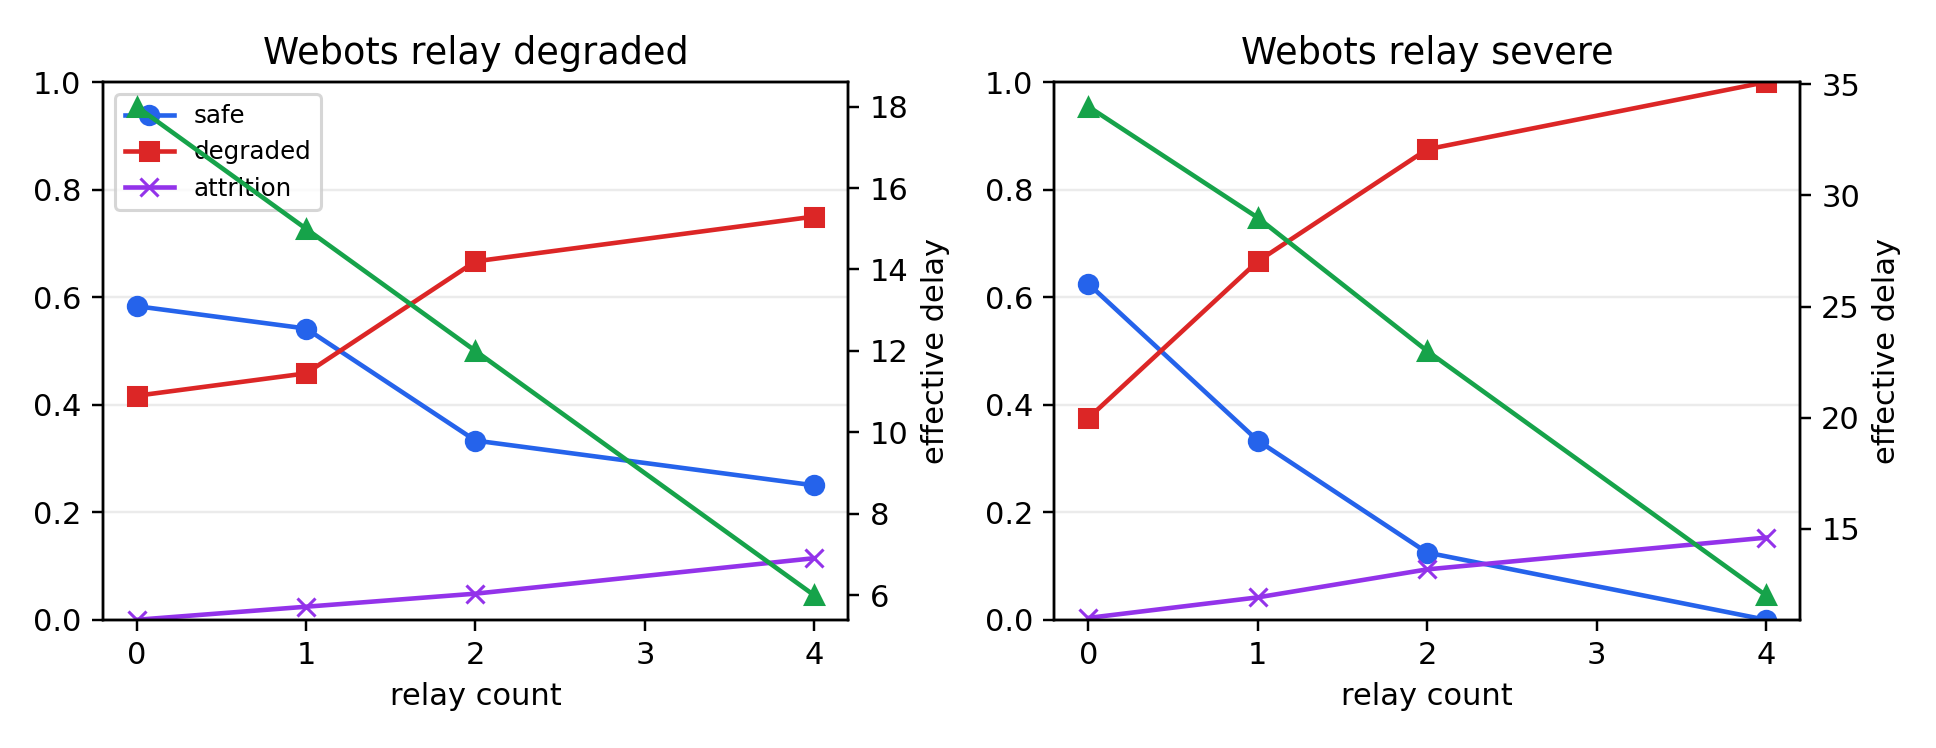 Webots relay degraded
1.0
0.8
0.6
0.4
0.2
0.0
safe
degraded
attrition
18
16
14
12
10
8
6
effective delay
0 1 2 3 4
relay count
Webots relay severe
1.0
0.8
0.6
0.4
0.2
0.0
35
30
25
20
15
effective delay
0 1 2 3 4
relay count